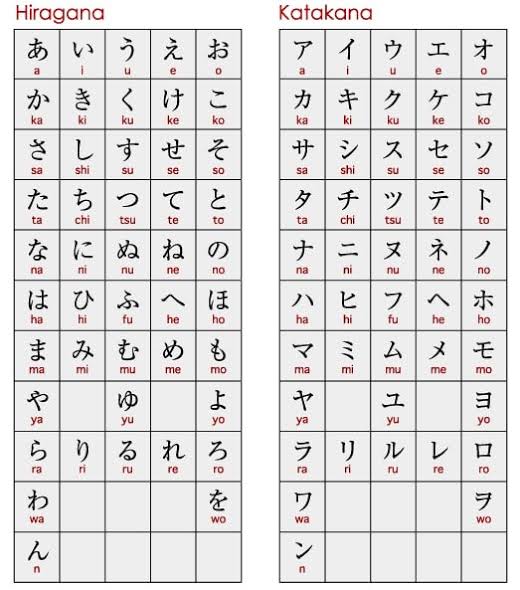 Hiragana Katakana
あ い う え お ア イ ウ エ オ
a i u e o a i u e o
か き く け こ カ キ ク ケ コ
ka ki ku ke ko ka ki ku ke ko
さ し す せ そ サ シ ス セ ソ
sa shi su se so sa shi su se so
た ち つ て と タ チ ツ テ ト
ta chi tsu te to ta chi tsu te to
な に ぬ ね の ナ ニ ヌ ネ ノ
na ni nu ne no na ni nu ne no
は ひ ふ へ ほ ハ ヒ フ ヘ ホ
ha hi fu he ho ha hi fu he ho
ま み む め も マ ミ ム メ モ
ma mi mu me mo ma mi mu me mo
や ゆ よ ヤ ユ ヨ
ya yu yo ya yu yo
ら り る れ ろ ラ リ ル レ ロ
ra ri ru re ro ra ri ru re ro
わ を ワ ヲ
wa wo wa wo
ん ン
n n